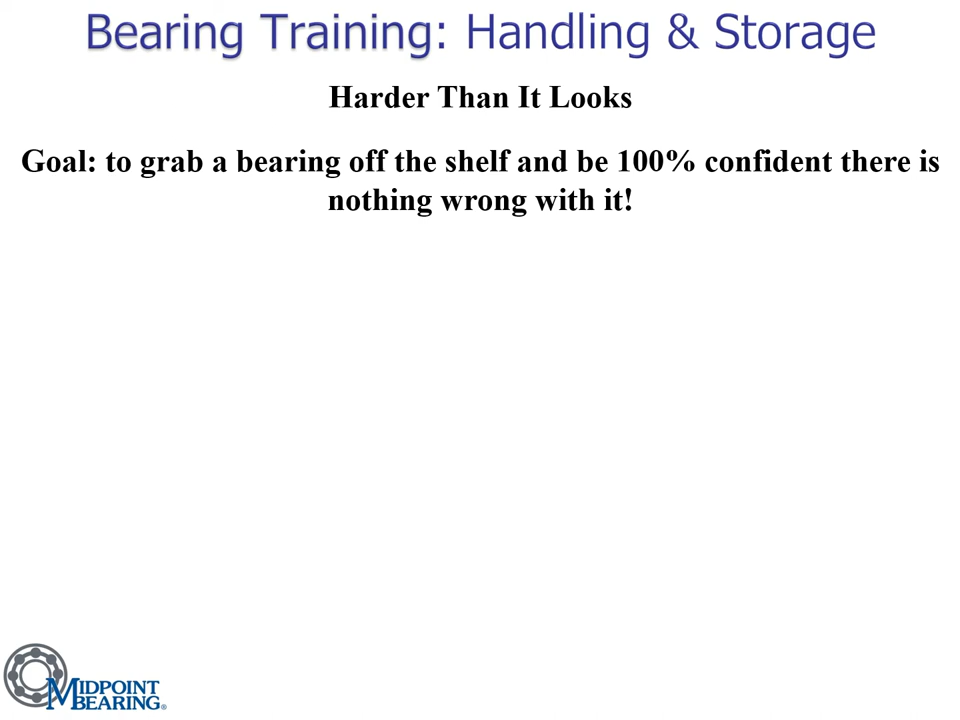 Bearing Training: Handling & Storage
Harder Than It Looks
Goal: to grab a bearing off the shelf and be 100% confident there is
nothing wrong with it!
MIDPOINT
BEARING®